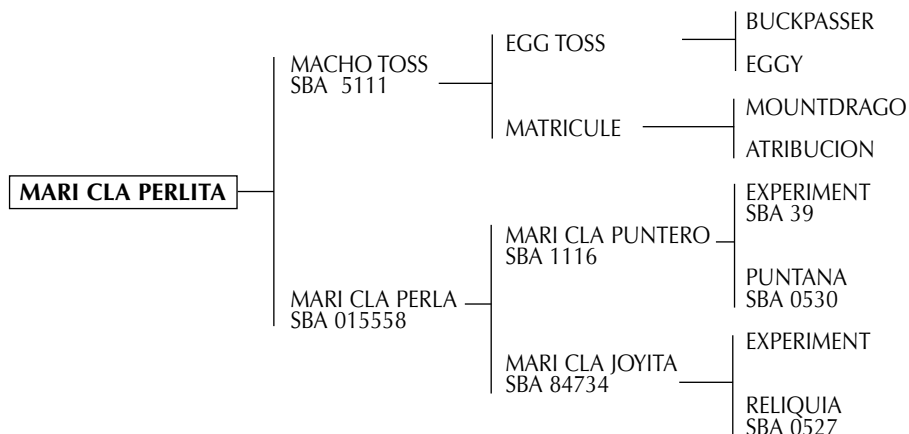 BUCKPASSER
EGG TOSS
EGGY
MACHO TOSS
SBA 5111
MOUNTDRAGO
MATRICULE
ATRIBUCION
MARI CLA PERLITA
EXPERIMENT
SBA 39
MARI CLA PUNTERO
SBA 1116
PUNTANA
SBA 0530
MARI CLA PERLA
SBA 015558
EXPERIMENT
MARI CLA JOYITA
SBA 84734
RELIQUIA
SBA 0527